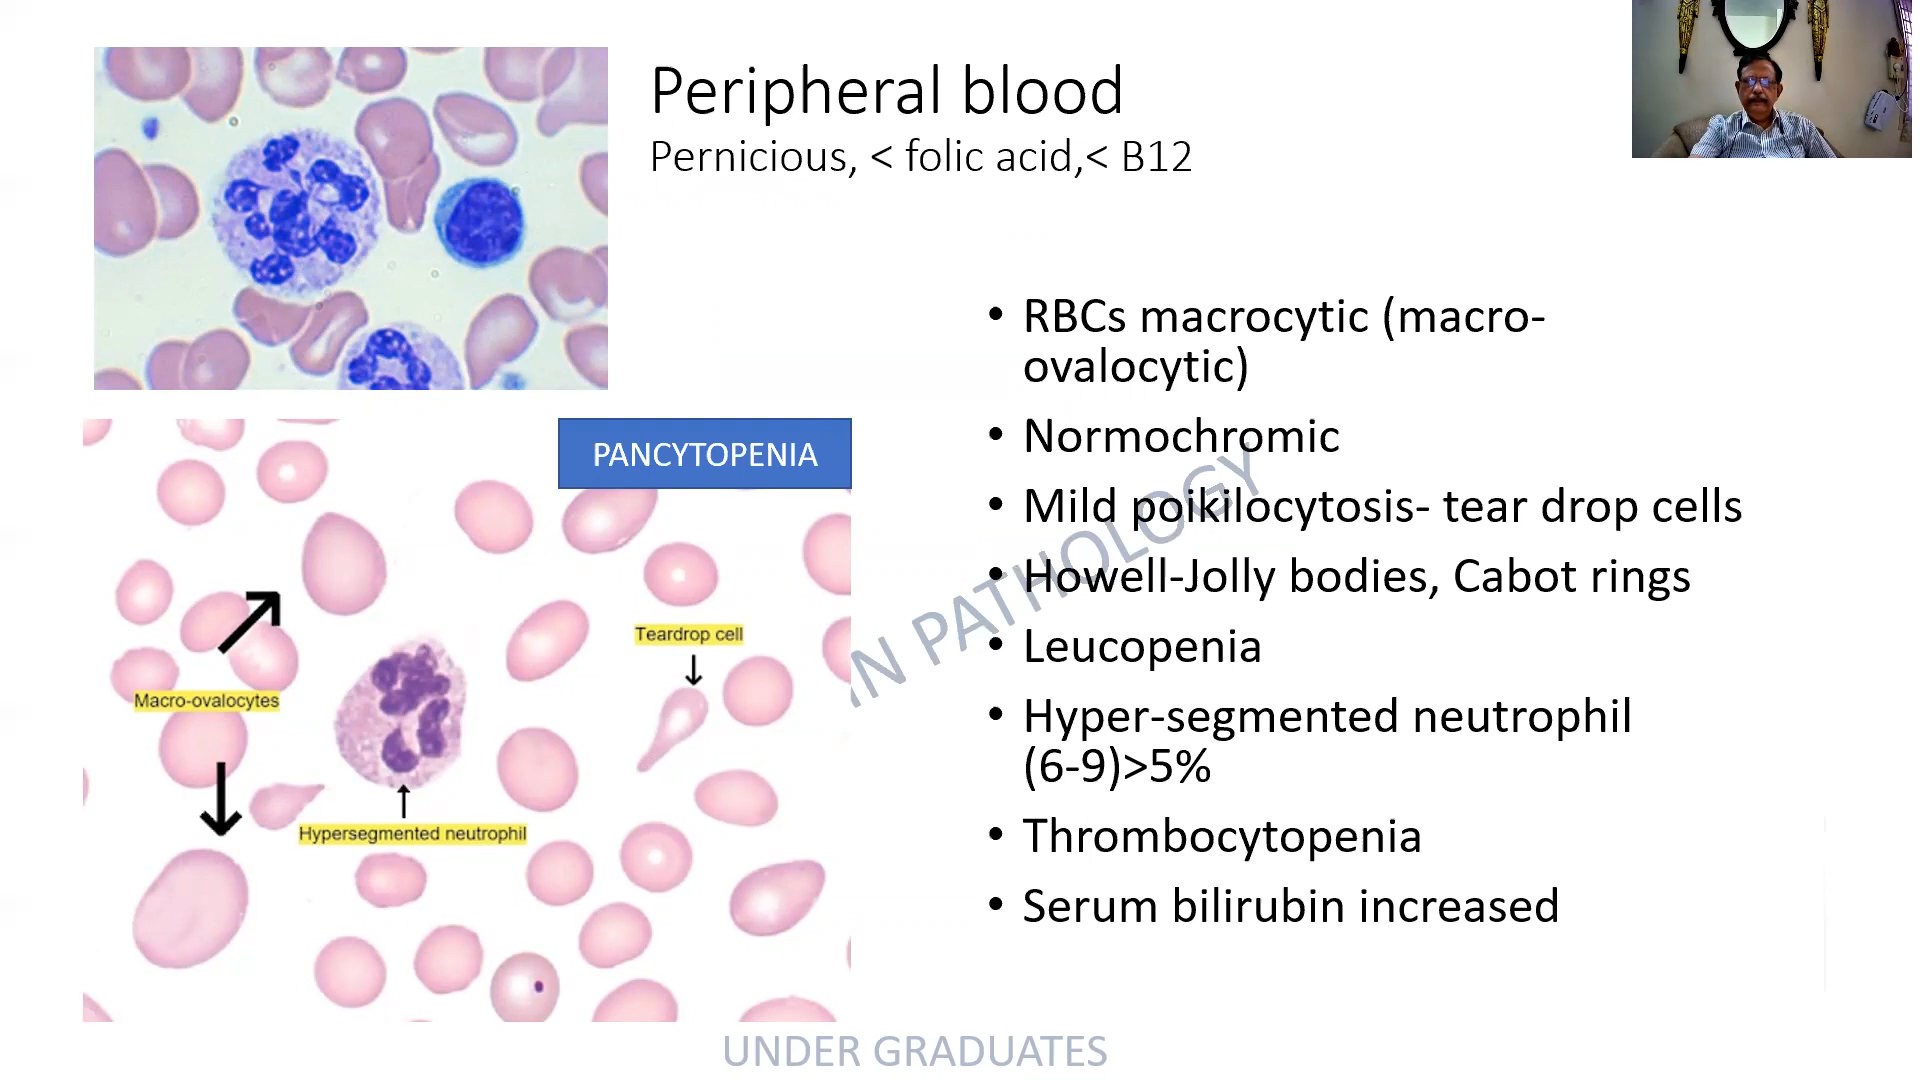 Peripheral blood
Pernicious, < folic acid,< B12
PANCYTOPENIA
Teardrop cell
Macro-ovalocytes
Hypersegmented neutrophil
• RBCs macrocytic (macro-
ovalocytic)
• Normochromic
• Mild poikilocytosis- tear drop cells
• Howell-Jolly bodies, Cabot rings
• Leucopenia
• Hyper-segmented neutrophil
(6-9)>5%
• Thrombocytopenia
• Serum bilirubin increased
IN PATHOLOGY
UNDER GRADUATES